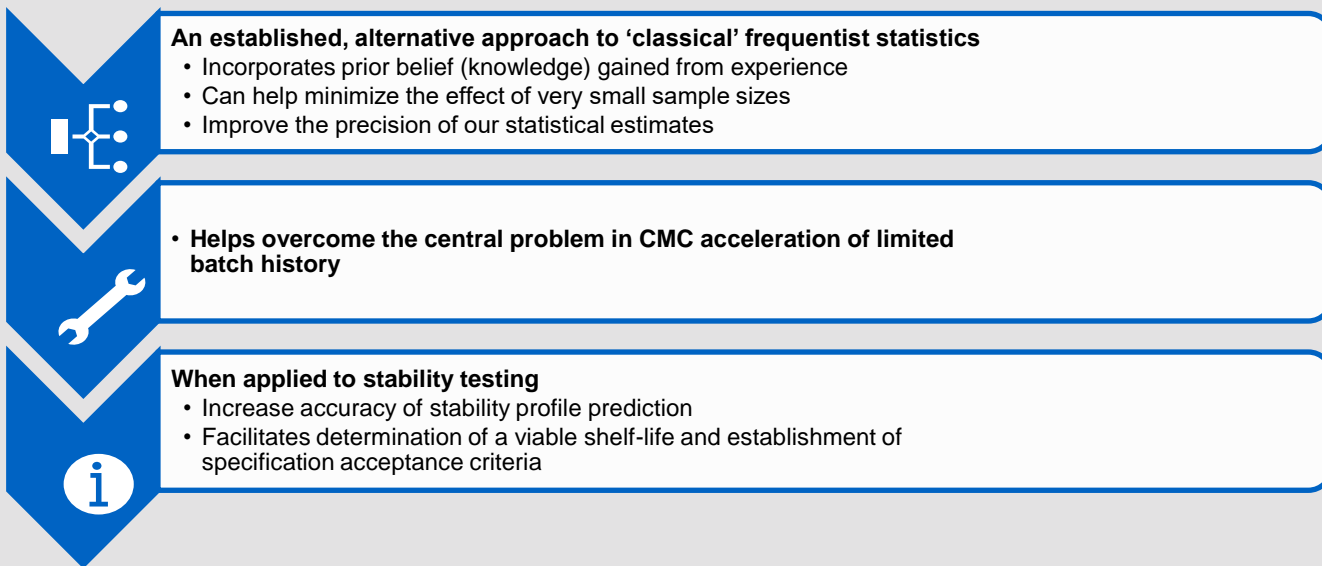 An established, alternative approach to ‘classical’ frequentist statistics
• Incorporates prior belief (knowledge) gained from experience
• Can help minimize the effect of very small sample sizes
• Improve the precision of our statistical estimates
• Helps overcome the central problem in CMC acceleration of limited
batch history
When applied to stability testing
• Increase accuracy of stability profile prediction
• Facilitates determination of a viable shelf-life and establishment of
specification acceptance criteria